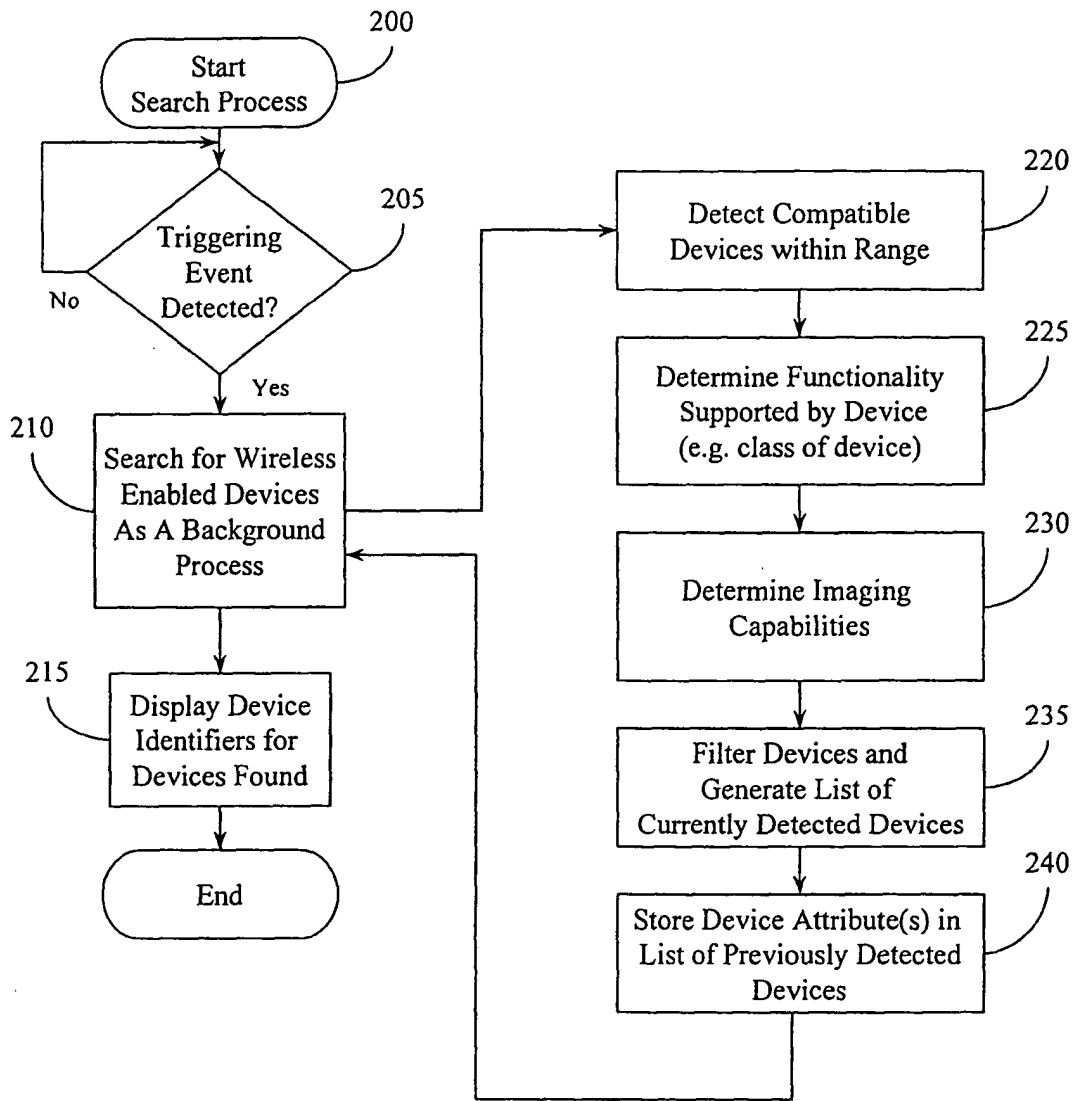 200
Start
Search Process
205
Triggering
Event
Detected?
No
Yes
210
Search for Wireless
Enabled Devices
As A Background
Process
215
Display Device
Identifiers for
Devices Found
End
220
Detect Compatible
Devices within Range
225
Determine Functionality
Supported by Device
(e.g. class of device)
230
Determine Imaging
Capabilities
235
Filter Devices and
Generate List of
Currently Detected Devices
240
Store Device Attribute(s) in
List of Previously Detected
Devices